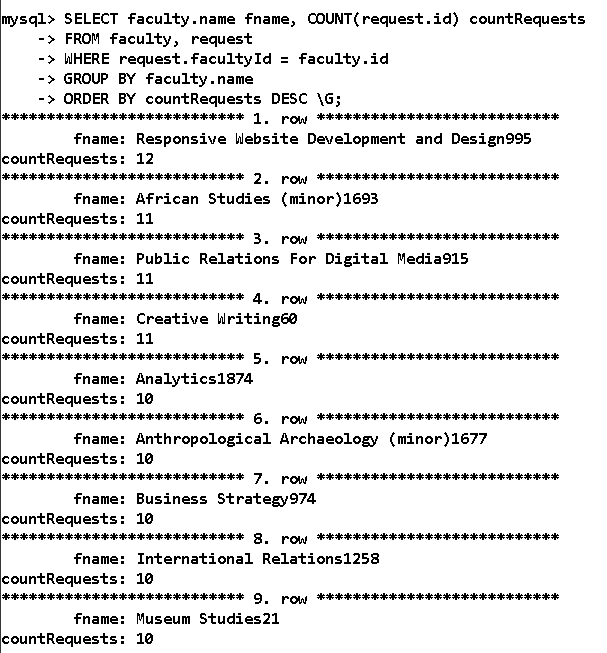 mysql> SELECT faculty.name fname, COUNT(request.id) countRequests
    -> FROM faculty, request
    -> WHERE request.facultyId = faculty.id
    -> GROUP BY faculty.name
    -> ORDER BY countRequests DESC \G;
*************************** 1. row ***************************
        fname: Responsive Website Development and Design995
countRequests: 12
*************************** 2. row ***************************
        fname: African Studies (minor)1693
countRequests: 11
*************************** 3. row ***************************
        fname: Public Relations For Digital Media915
countRequests: 11
*************************** 4. row ***************************
        fname: Creative Writing60
countRequests: 11
*************************** 5. row ***************************
        fname: Analytics1874
countRequests: 10
*************************** 6. row ***************************
        fname: Anthropological Archaeology (minor)1677
countRequests: 10
*************************** 7. row ***************************
        fname: Business Strategy974
countRequests: 10
*************************** 8. row ***************************
        fname: International Relations1258
countRequests: 10
*************************** 9. row ***************************
        fname: Museum Studies21
countRequests: 10